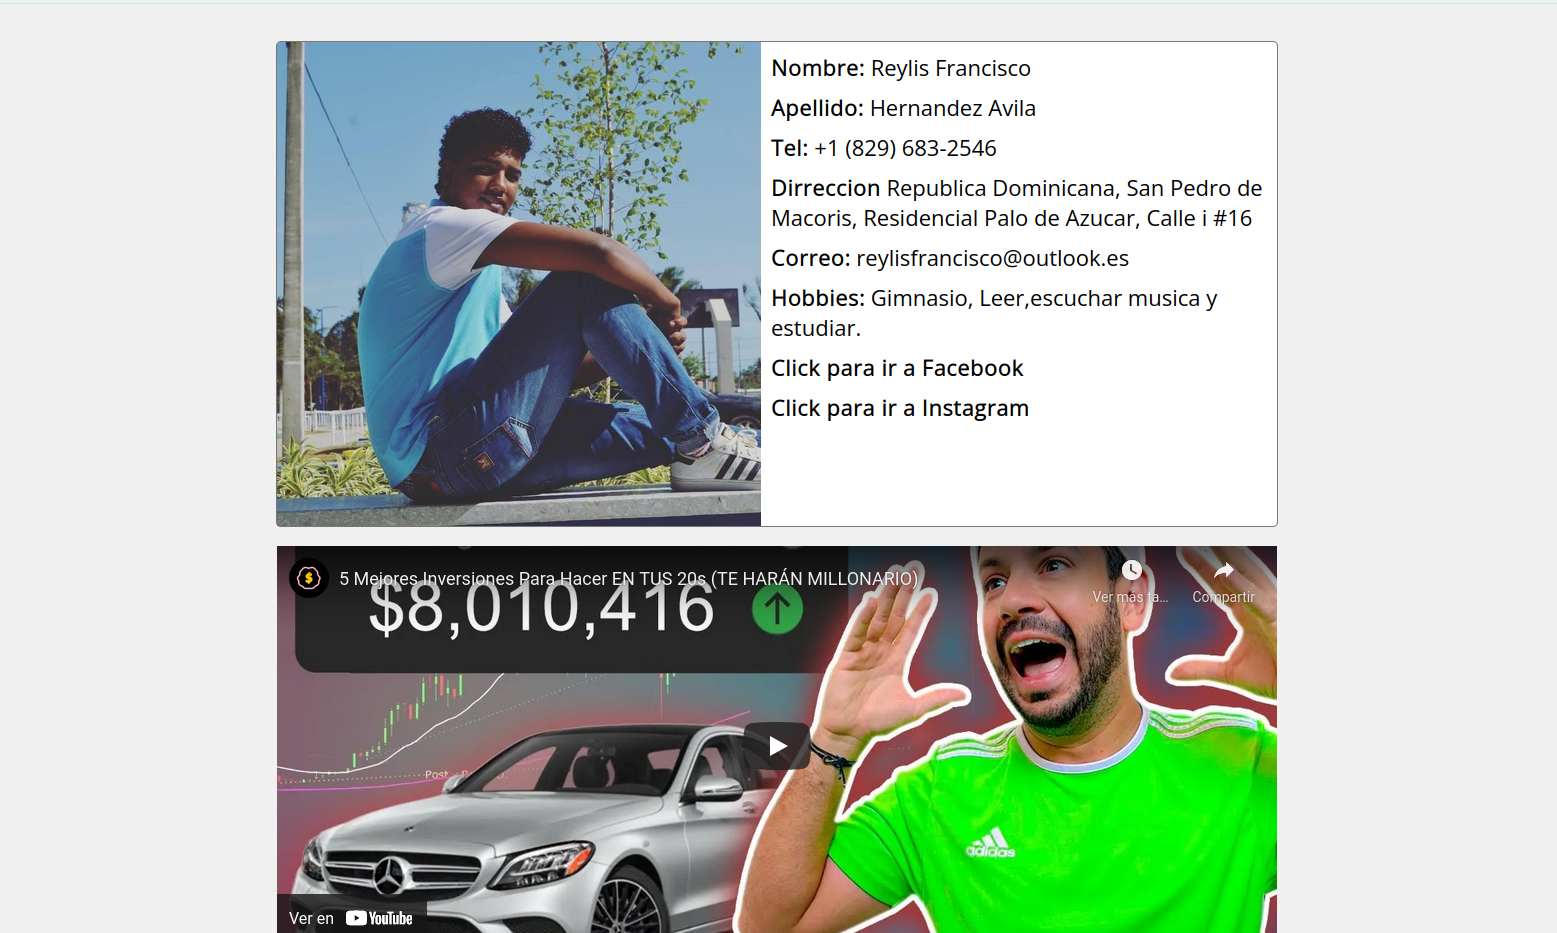 Nombre: Reylis Francisco
Apellido: Hernandez Avila
Tel: +1 (829) 683-2546
Dirreccion Republica Dominicana, San Pedro de
Macoris, Residencial Palo de Azucar, Calle i #16
Correo: reylisfrancisco@outlook.es
Hobbies: Gimnasio, Leer,escuchar musica y
estudiar.
Click para ir a Facebook
Click para ir a Instagram
5 Mejores Inversiones Para Hacer EN TUS 20s (TE HARÁN MILLONARIO)
Ver más ta...
Compartir
$8,010,416
Post
adidas
Ver en YouTube